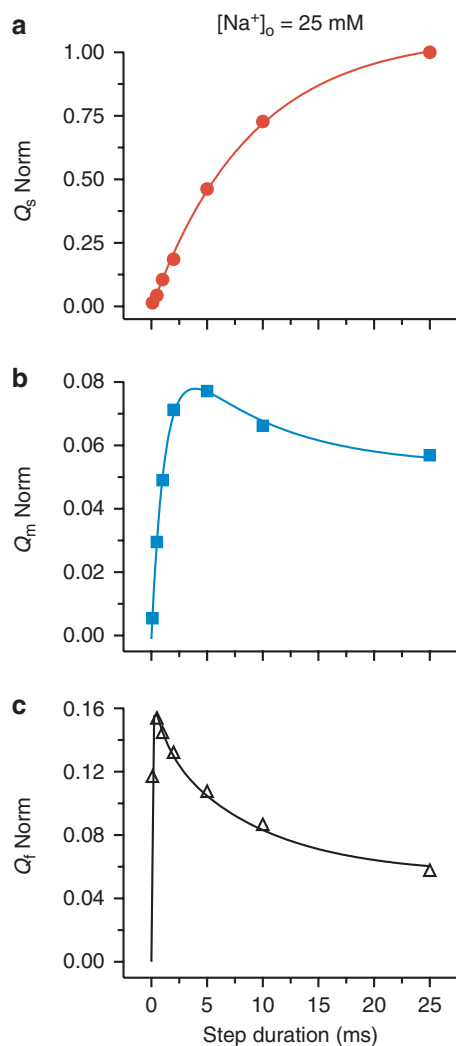 a
[Na⁺]ₒ = 25 mM
1.00
0.75
0.50
0.25
0.00
Qₛ Norm
b
0.08
0.06
0.04
0.02
0.00
Qₘ Norm
c
0.16
0.12
0.08
0.04
0.00
Q_f Norm
0 5 10 15 20 25
Step duration (ms)